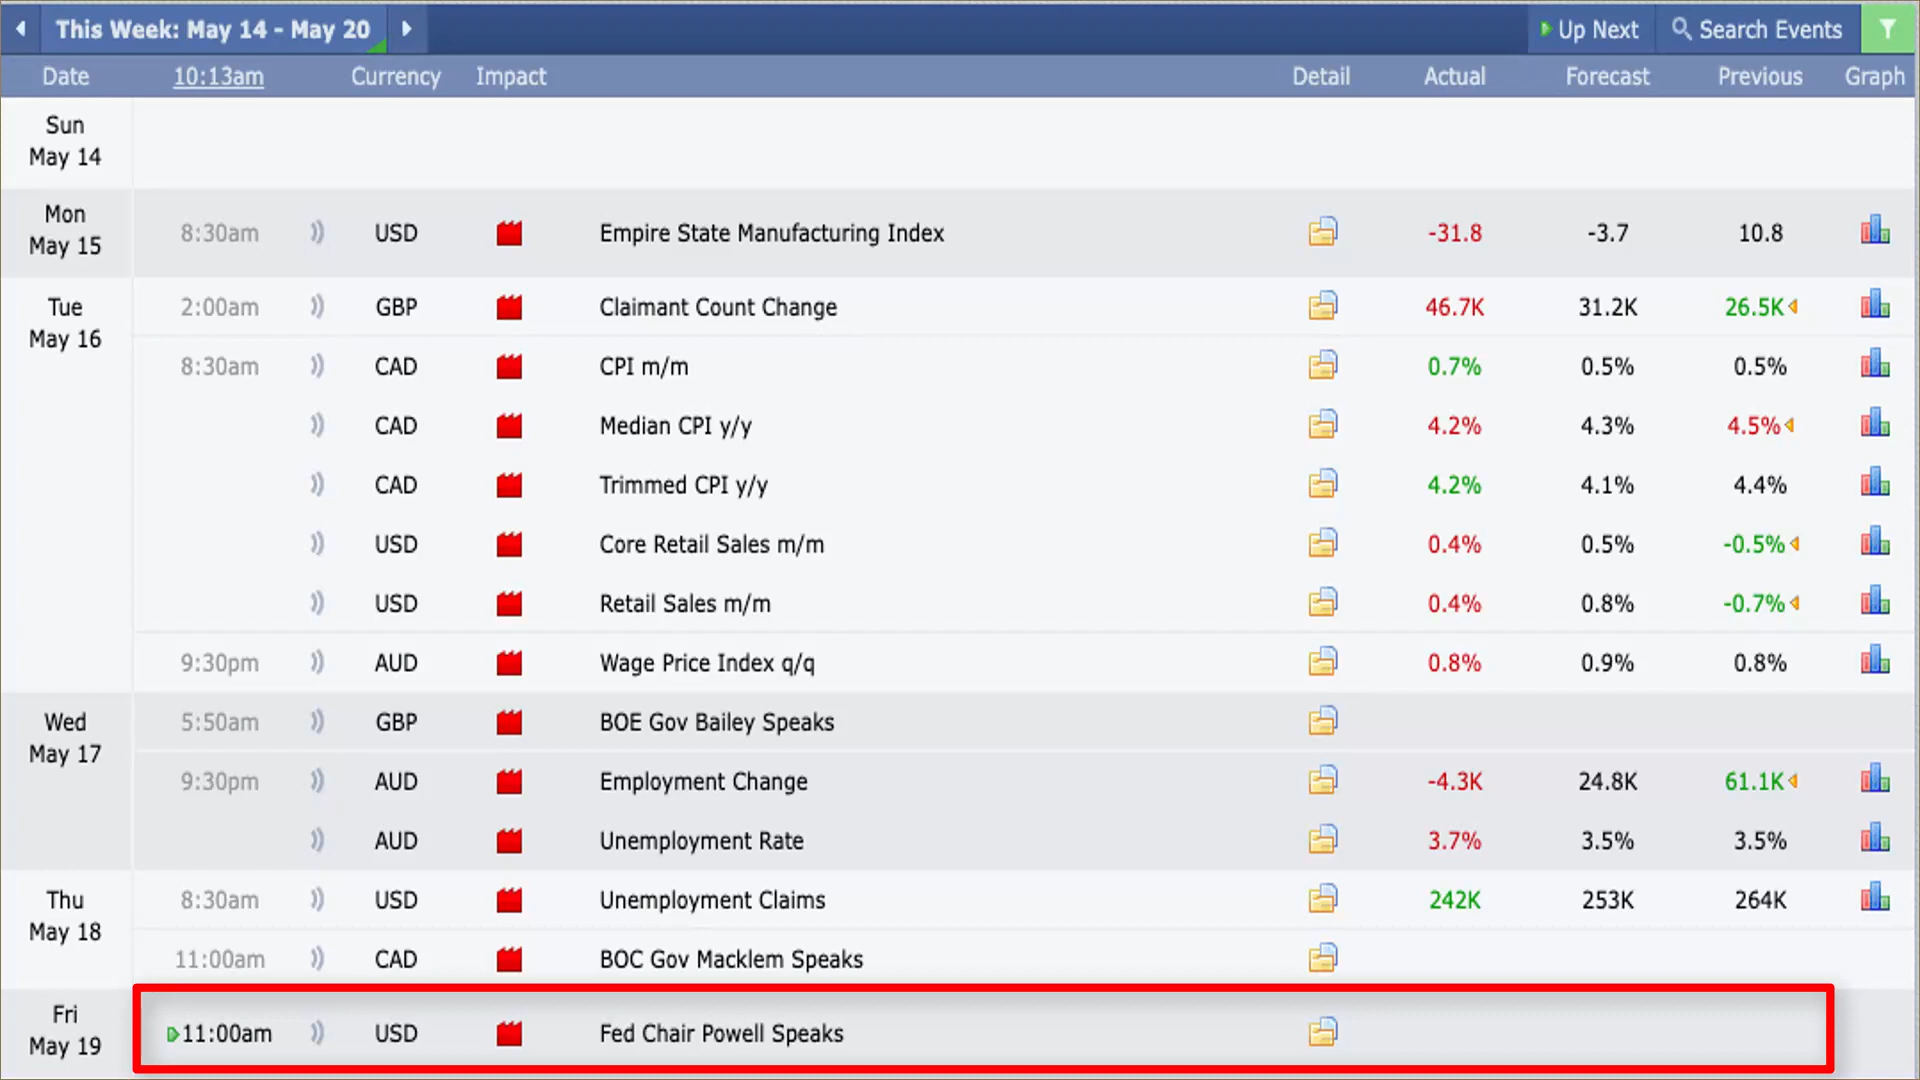 This Week: May 14 - May 20 Up Next Search Events
Date 10:13am Currency Impact Detail Actual Forecast Previous Graph
Sun
May 14
Mon
May 15
8:30am USD Empire State Manufacturing Index -31.8 -3.7 10.8
Tue
May 16
2:00am GBP Claimant Count Change 46.7K 31.2K 26.5K
8:30am CAD CPI m/m 0.7% 0.5% 0.5%
CAD Median CPI y/y 4.2% 4.3% 4.5%
CAD Trimmed CPI y/y 4.2% 4.1% 4.4%
USD Core Retail Sales m/m 0.4% 0.5% -0.5%
USD Retail Sales m/m 0.4% 0.8% -0.7%
9:30pm AUD Wage Price Index q/q 0.8% 0.9% 0.8%
Wed
May 17
5:50am GBP BOE Gov Bailey Speaks
9:30pm AUD Employment Change -4.3K 24.8K 61.1K
AUD Unemployment Rate 3.7% 3.5% 3.5%
Thu
May 18
8:30am USD Unemployment Claims 242K 253K 264K
11:00am CAD BOC Gov Macklem Speaks
Fri
May 19
11:00am USD Fed Chair Powell Speaks